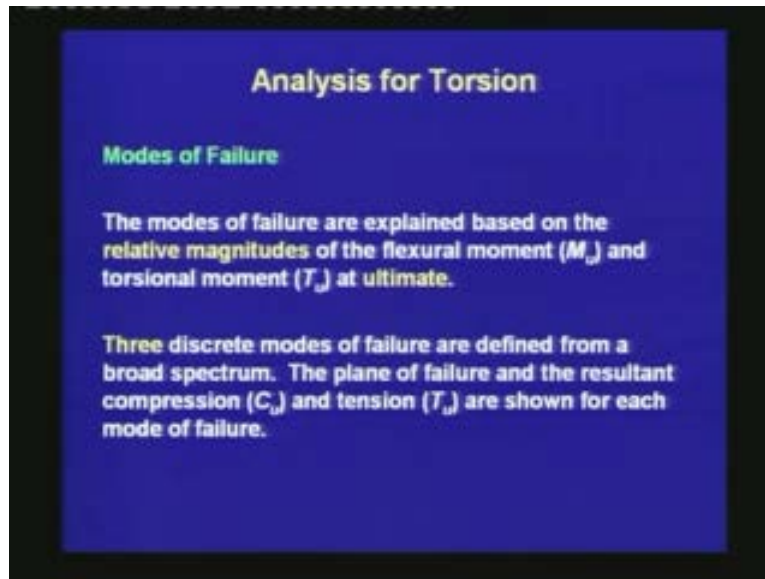 Analysis for Torsion
Modes of Failure
The modes of failure are explained based on the
relative magnitudes of the flexural moment (Mu) and
torsional moment (Tu) at ultimate.
Three discrete modes of failure are defined from a
broad spectrum. The plane of failure and the resultant
compression (Cu) and tension (Tu) are shown for each
mode of failure.